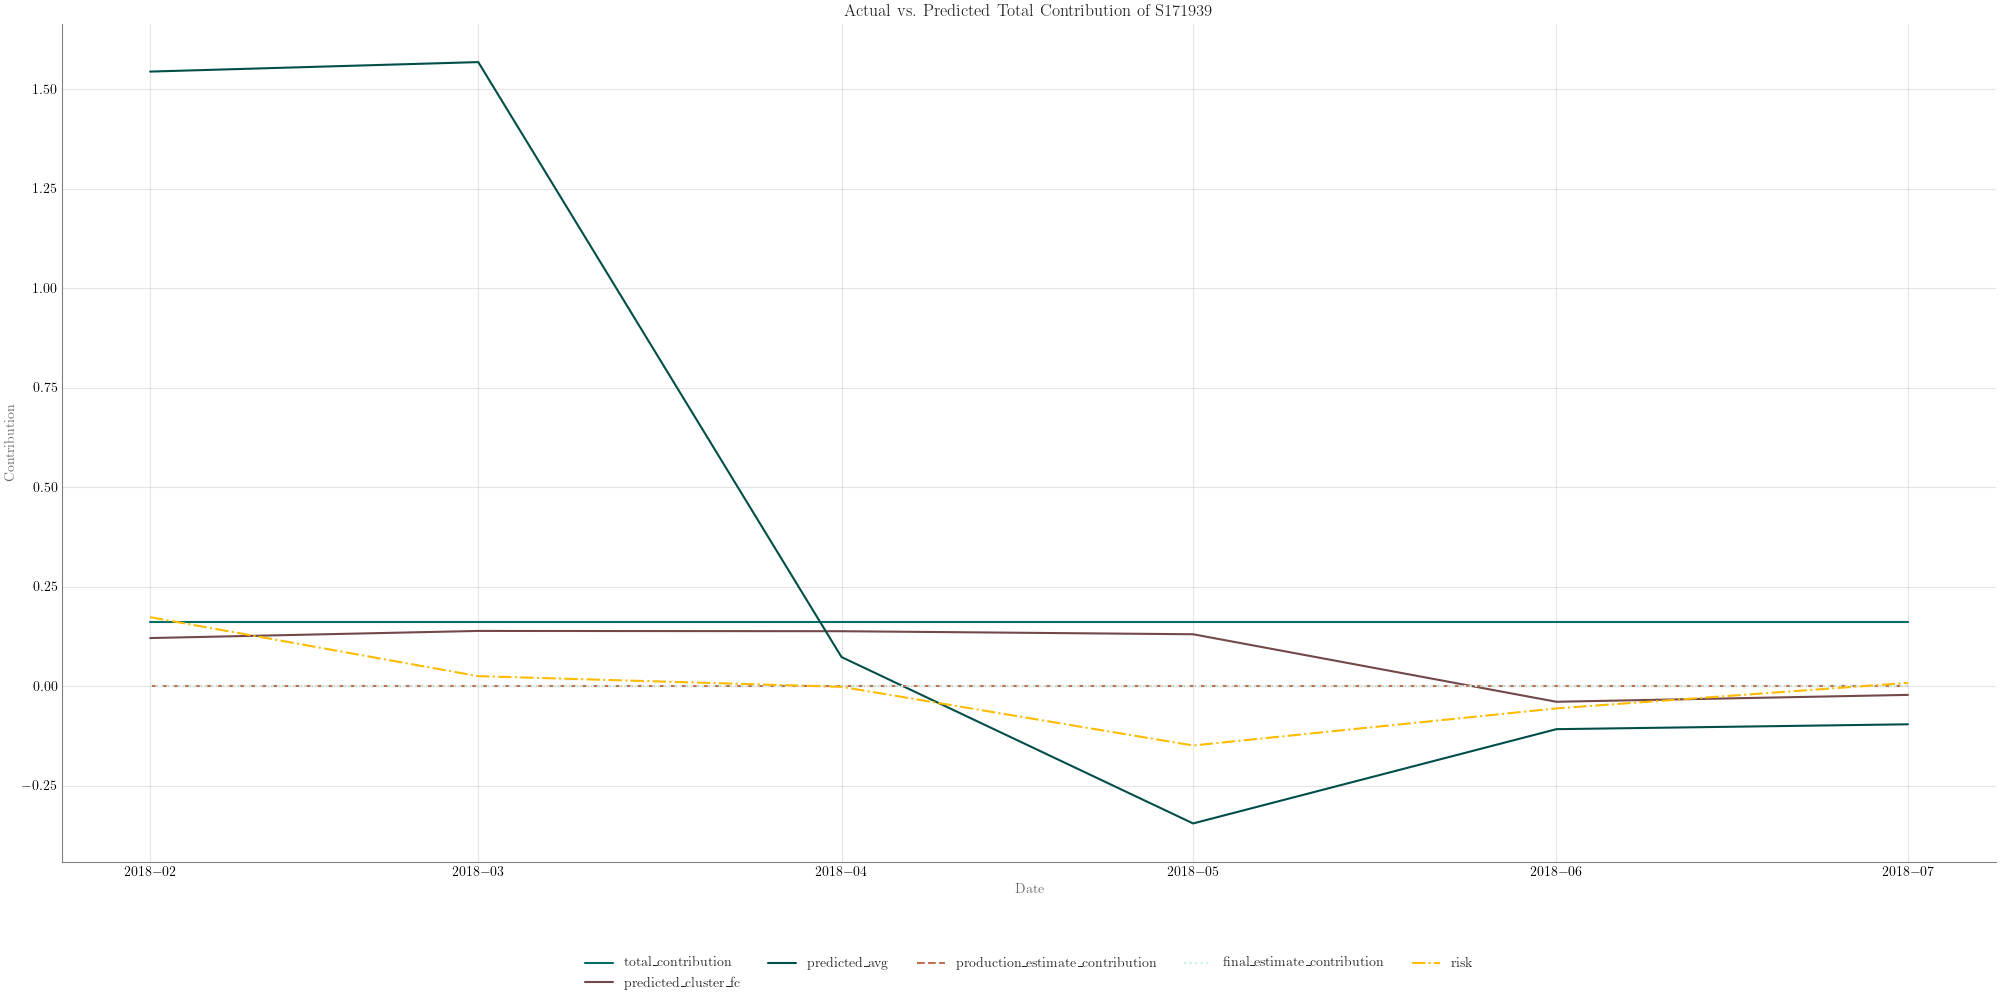 Actual vs. Predicted Total Contribution of S171939
1.50
1.25
1.00
0.75
0.50
0.25
0.00
−0.25
Contribution
2018−02 2018−03 2018−04 2018−05 2018−06 2018−07
Date
total_contribution predicted_avg production_estimate_contribution final_estimate_contribution risk
predicted_cluster_fc